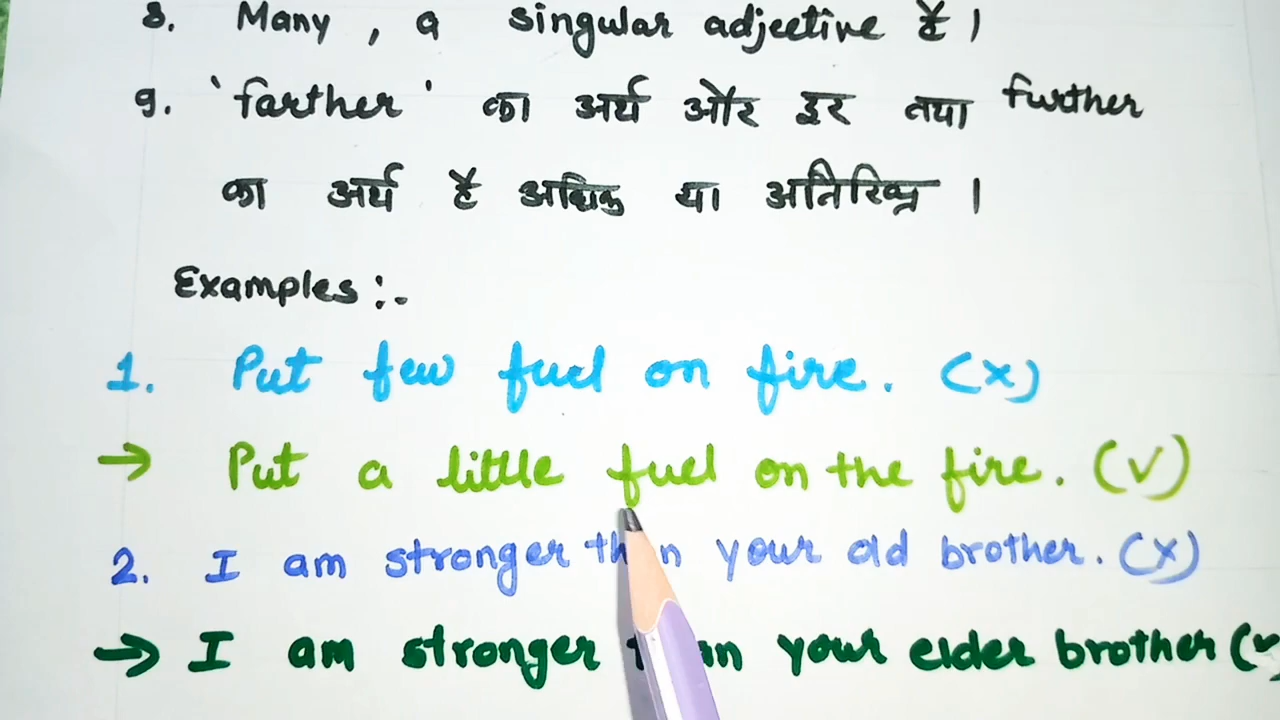 8. Many, a singular adjective है।
9. 'farther' का अर्थ और दूर तथा further
का अर्थ है अधिक या अतिरिक्त ।
Examples :-
1. Put few fuel on fire. (x)
→ Put a little fuel on the fire. (✓)
2. I am stronger than your old brother. (x)
→ I am stronger than your elder brother (✓